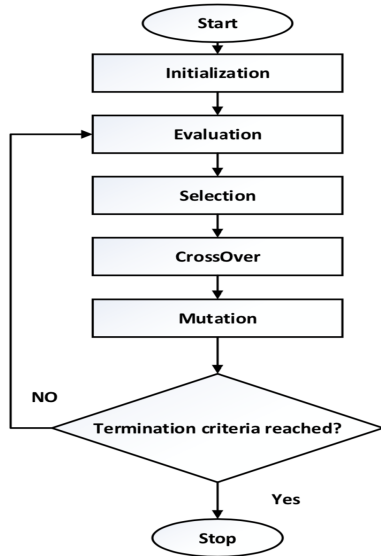 Start
Initialization
Evaluation
Selection
CrossOver
Mutation
NO
Termination criteria reached?
Yes
Stop